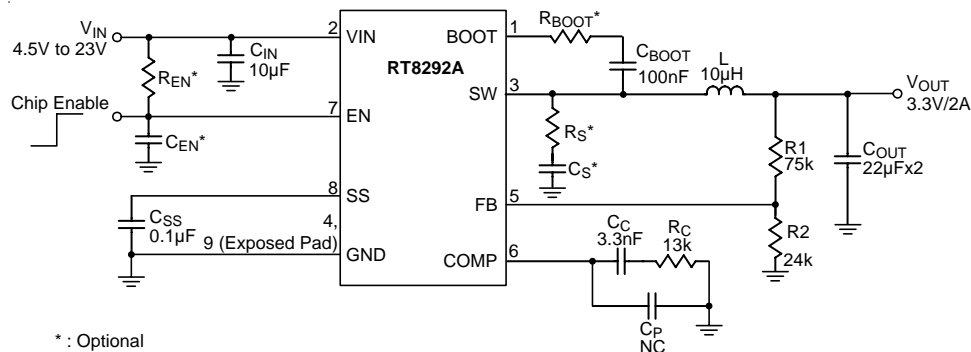 VIN
4.5V to 23V
REN*
Chip Enable
CEN*
CIN
10µF
CSS
0.1µF
2
7
8
4,
9 (Exposed Pad)
VIN
EN
SS
GND
RT8292A
BOOT
SW
FB
COMP
1
3
5
6
RBOOT*
CBOOT
100nF
L
10µH
RS*
CS*
VOUT
3.3V/2A
R1
75k
COUT
22µFx2
R2
24k
CC
3.3nF
RC
13k
CP
NC
* : Optional